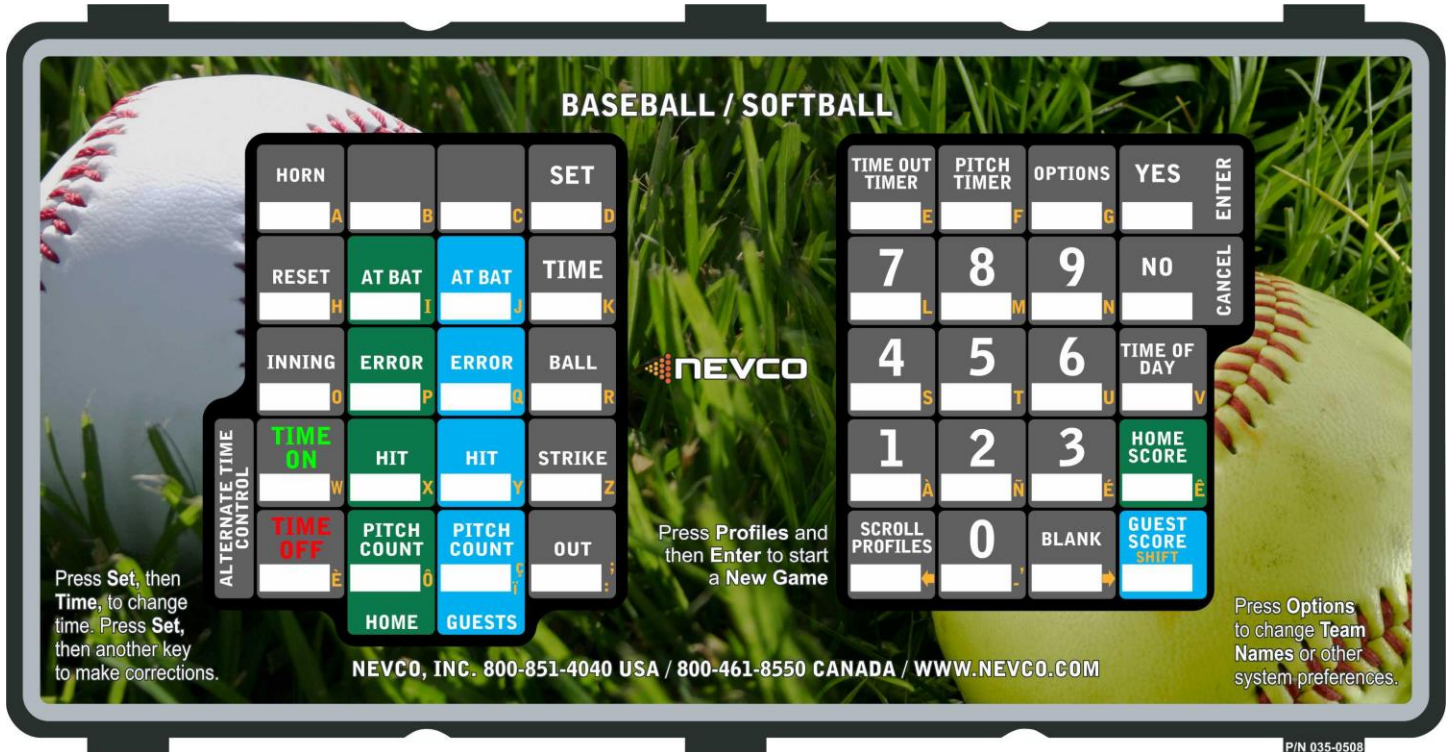 BASEBALL / SOFTBALL
HORN
A
B
C
SET
D
RESET
H
AT BAT
I
AT BAT
J
TIME
K
INNING
O
ERROR
P
ERROR
Q
BALL
R
ALTERNATE TIME
CONTROL
TIME
ON
W
HIT
X
HIT
Y
STRIKE
Z
TIME
OFF
È
PITCH
COUNT
Ô
PITCH
COUNT
Ç
Ï
OUT
;
:
HOME
GUESTS
NEVCO
TIME OUT
TIMER
E
PITCH
TIMER
F
OPTIONS
G
YES
ENTER
7
L
8
M
9
N
NO
CANCEL
4
S
5
T
6
U
TIME OF
DAY
V
1
À
2
Ñ
3
É
HOME
SCORE
Ê
SCROLL
PROFILES
0
-
'
BLANK
GUEST
SCORE
SHIFT
Press Profiles and
then Enter to start
a New Game
Press Set, then
Time, to change
time. Press Set,
then another key
to make corrections.
Press Options
to change Team
Names or other
system preferences.
NEVCO, INC. 800-851-4040 USA / 800-461-8550 CANADA / WWW.NEVCO.COM
P/N 035-0508